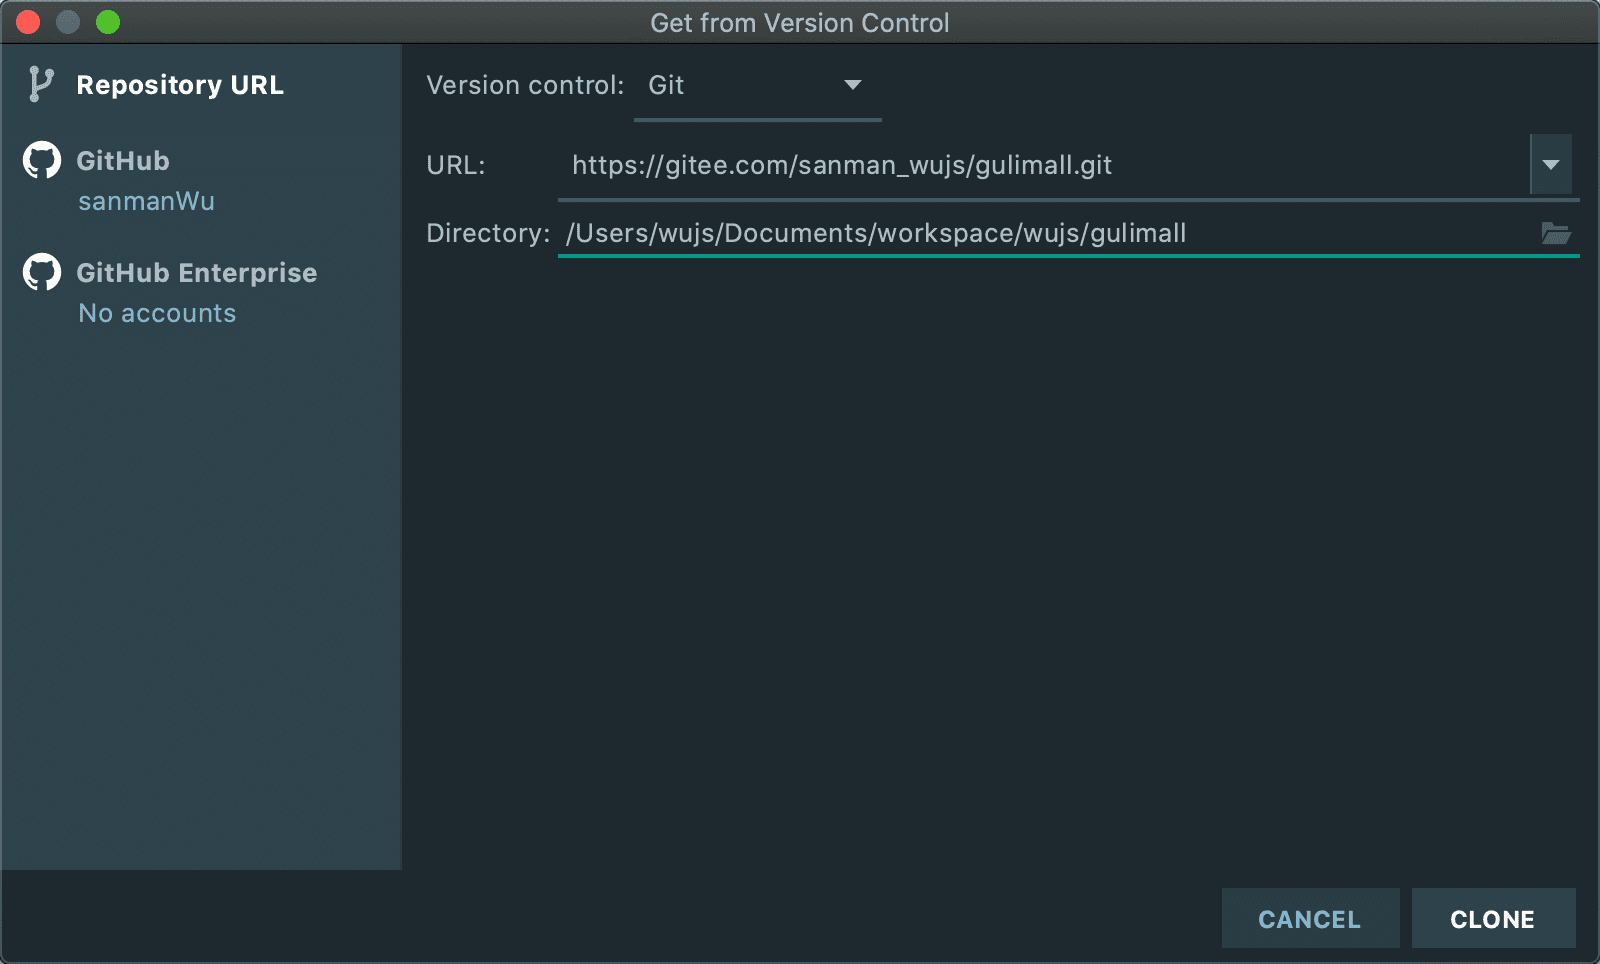 Get from Version Control
Repository URL
GitHub
sanmanWu
GitHub Enterprise
No accounts
Version control: Git
URL: https://gitee.com/sanman_wujs/gulimall.git
Directory: /Users/wujs/Documents/workspace/wujs/gulimall
CANCEL CLONE